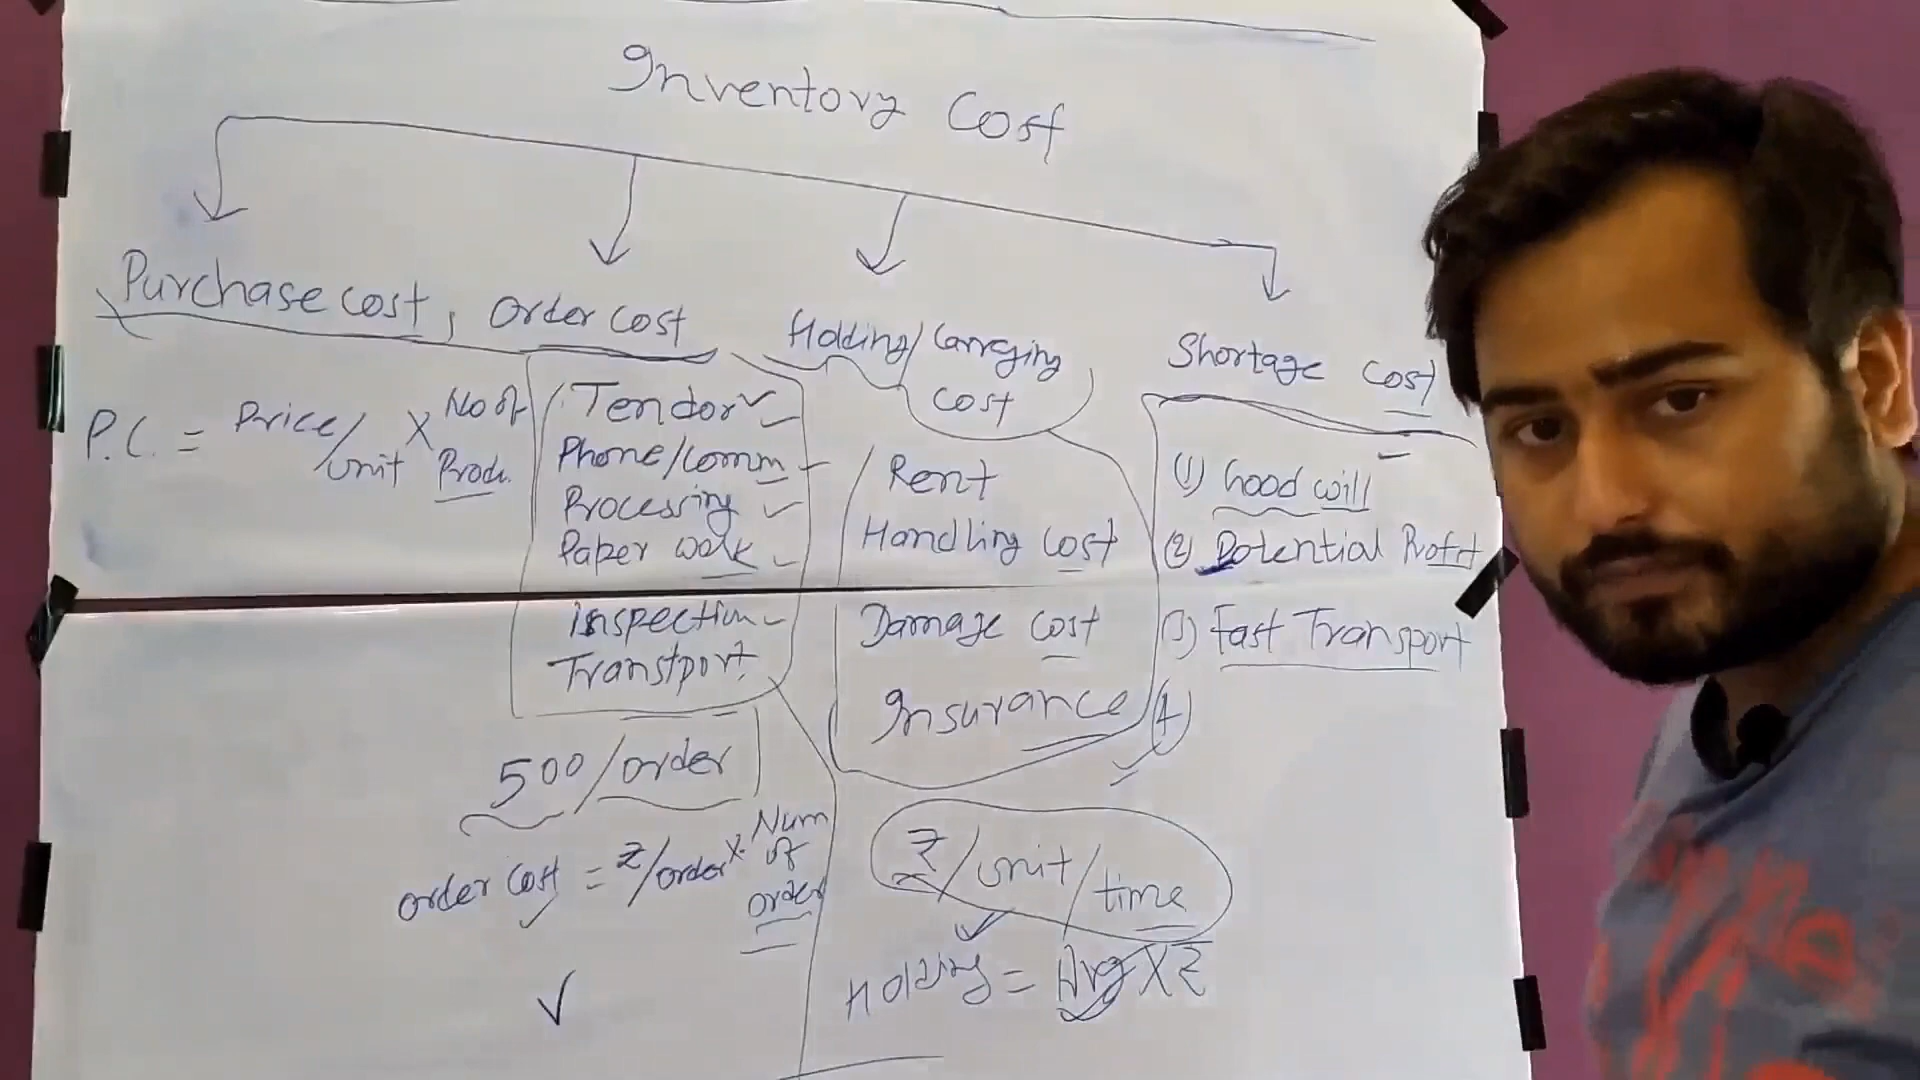 Inventory Cost
Purchase cost, order cost
Holding/Carrying
cost
Shortage cost
P.C. = Price/unit X No of Produ.
Tendor
Phone/comm
Processing
Paper work
inspection
Transtport
500/order
order cost = ₹/order x Num of order
Rent
Handling cost
Damage cost
Insurance
₹/unit/time
Holding = Avg X ₹
(1) Good will
(2) Potential Profit
(3) Fast Transport
(4)